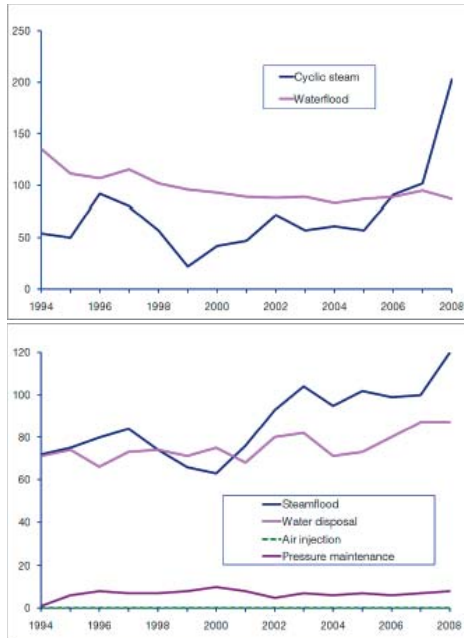 250
200
150
100
50
0
Cyclic steam
Waterflood
1994 1996 1998 2000 2002 2004 2006 2008
120
100
80
60
40
20
0
Steamflood
Water disposal
Air injection
Pressure maintenance
1994 1996 1998 2000 2002 2004 2006 2008